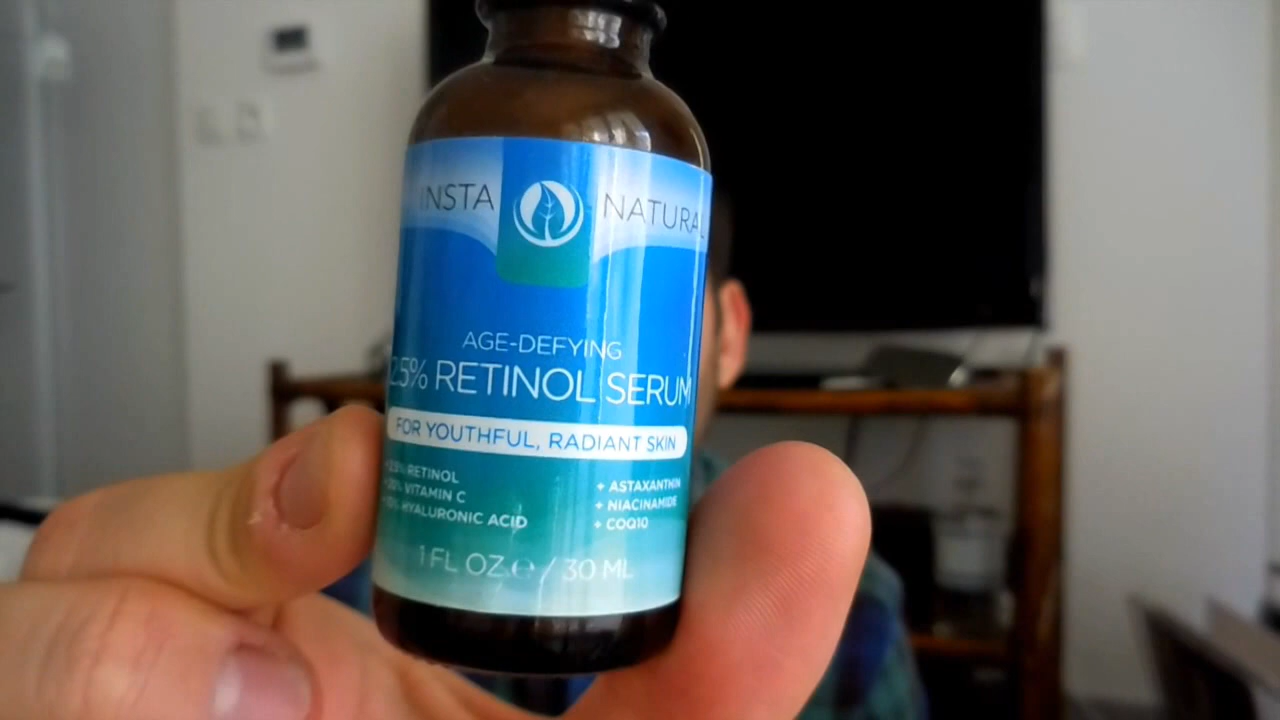 INSTA NATURAL
AGE-DEFYING
25% RETINOL SERUM
FOR YOUTHFUL, RADIANT SKIN
RETINOL
VITAMIN C
HYALURONIC ACID
+ ASTAXANTHIN
+ NIACINAMIDE
+ COQ10
1 FL OZ. e / 30 ML